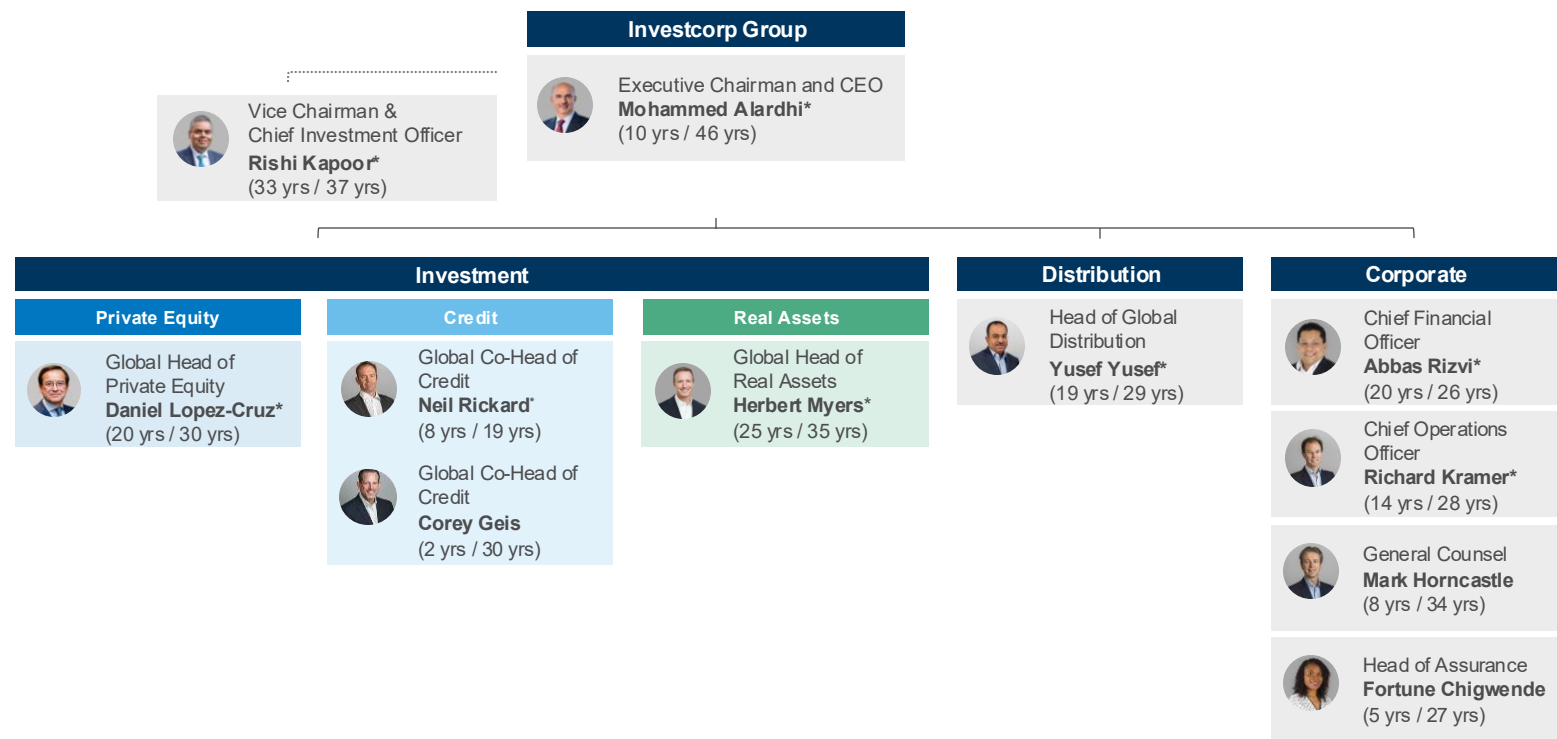 Investcorp Group
Executive Chairman and CEO
Mohammed Alardhi*
(10 yrs / 46 yrs)
Vice Chairman &
Chief Investment Officer
Rishi Kapoor*
(33 yrs / 37 yrs)
Investment
Private Equity
Global Head of
Private Equity
Daniel Lopez-Cruz*
(20 yrs / 30 yrs)
Credit
Global Co-Head of
Credit
Neil Rickard*
(8 yrs / 19 yrs)
Global Co-Head of
Credit
Corey Geis
(2 yrs / 30 yrs)
Real Assets
Global Head of
Real Assets
Herbert Myers*
(25 yrs / 35 yrs)
Distribution
Head of Global
Distribution
Yusef Yusef*
(19 yrs / 29 yrs)
Corporate
Chief Financial
Officer
Abbas Rizvi*
(20 yrs / 26 yrs)
Chief Operations
Officer
Richard Kramer*
(14 yrs / 28 yrs)
General Counsel
Mark Horncastle
(8 yrs / 34 yrs)
Head of Assurance
Fortune Chigwende
(5 yrs / 27 yrs)